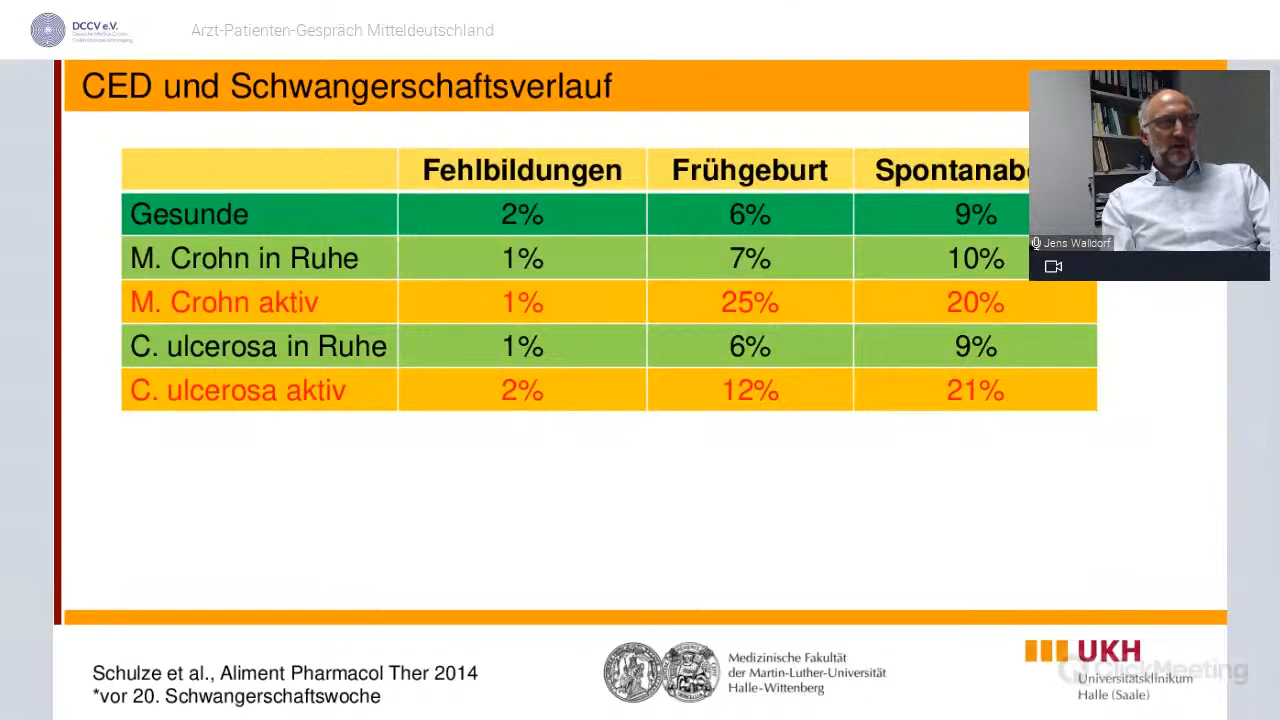 DCCV e.V.
Arzt-Patienten-Gespräch Mitteldeutschland
CED und Schwangerschaftsverlauf
Fehlbildungen Frühgeburt
Gesunde 2% 6% 9%
M. Crohn in Ruhe 1% 7% 10%
M. Crohn aktiv 1% 25% 20%
C. ulcerosa in Ruhe 1% 6% 9%
C. ulcerosa aktiv 2% 12% 21%
Jens Walldorf
Schulze et al., Aliment Pharmacol Ther 2014
*vor 20. Schwangerschaftswoche
Medizinische Fakultät
der Martin-Luther-Universität
Halle-Wittenberg
UKH
ClickMeeting
Universitätsklinikum
Halle (Saale)